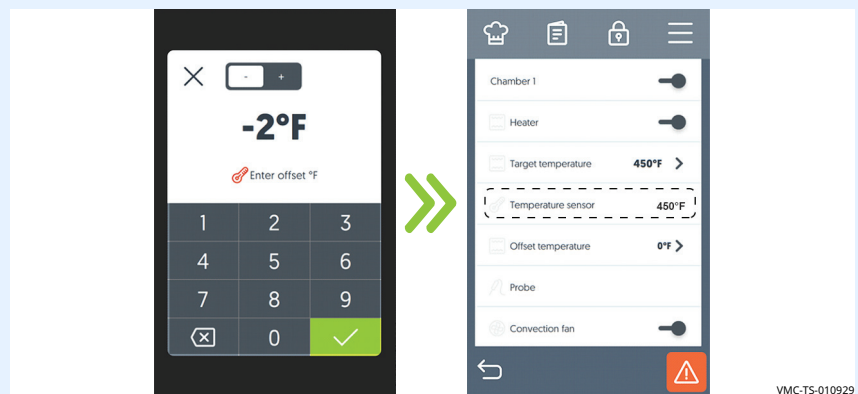 - +
-2°F
Enter offset °F
1 2 3
4 5 6
7 8 9
0
Chamber 1
Heater
Target temperature 450°F
Temperature sensor 450°F
Offset temperature 0°F
Probe
Convection fan
VMC-TS-010929